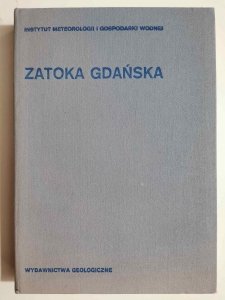 INSTYTUT METEOROLOGII I GOSPODARKI WODNEJ
ZATOKA GDAŃSKA
WYDAWNICTWA GEOLOGICZNE